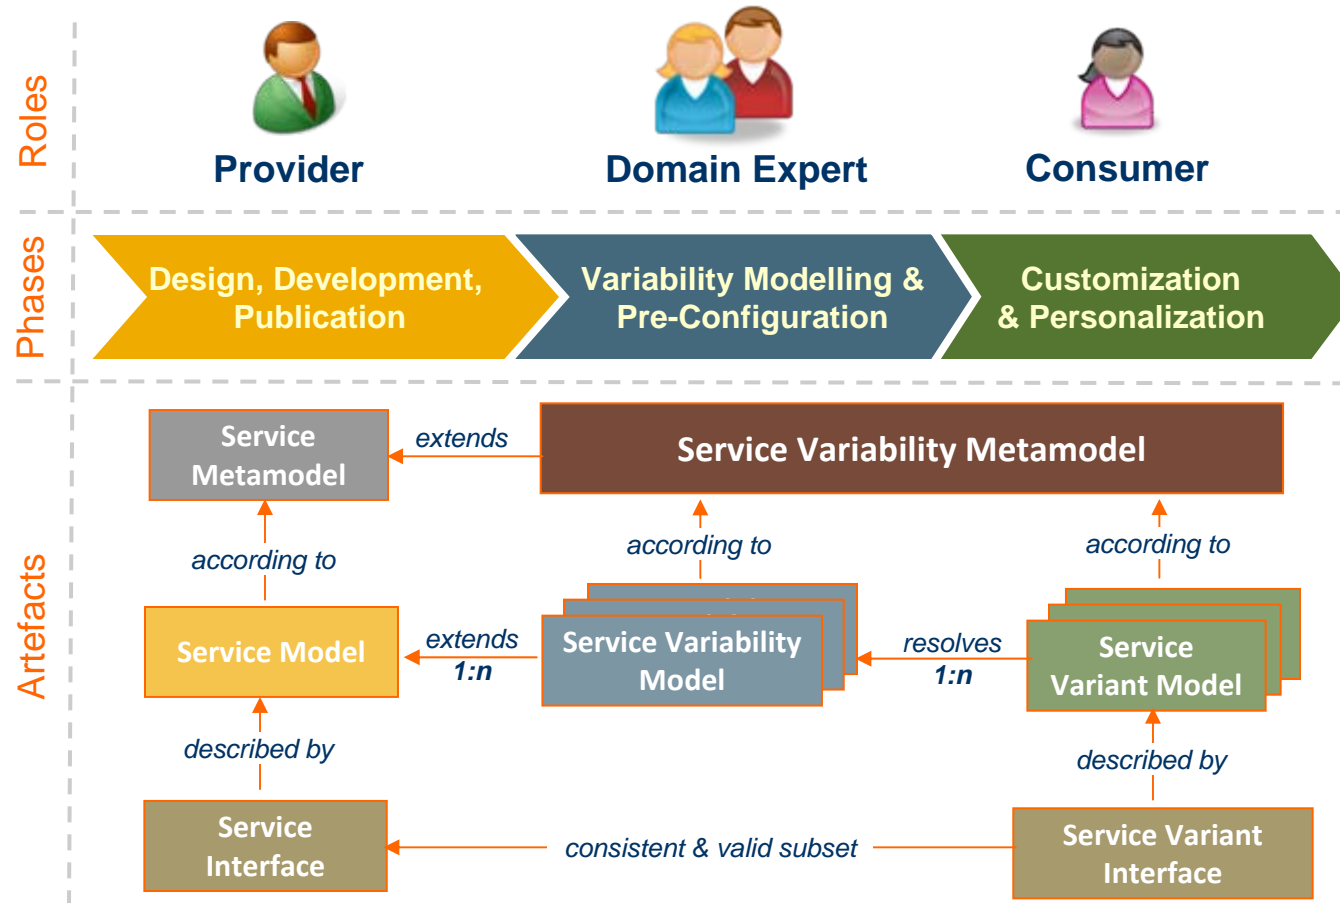 Roles
Provider
Domain Expert
Consumer
Phases
Design, Development,
Publication
Variability Modelling &
Pre-Configuration
Customization
& Personalization
Artefacts
Service
Metamodel
extends
Service Variability Metamodel
according to
according to
according to
Service Model
extends
1:n
Service Variability
Model
resolves
1:n
Service
Variant Model
described by
described by
Service
Interface
consistent & valid subset
Service Variant
Interface